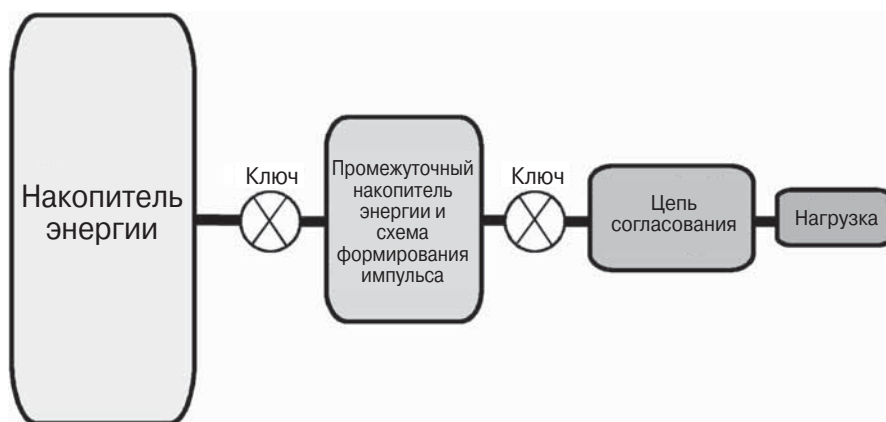 Накопитель
энергии
Ключ
Промежуточный
накопитель
энергии и
схема
формирования
импульса
Ключ
Цепь
согласования
Нагрузка